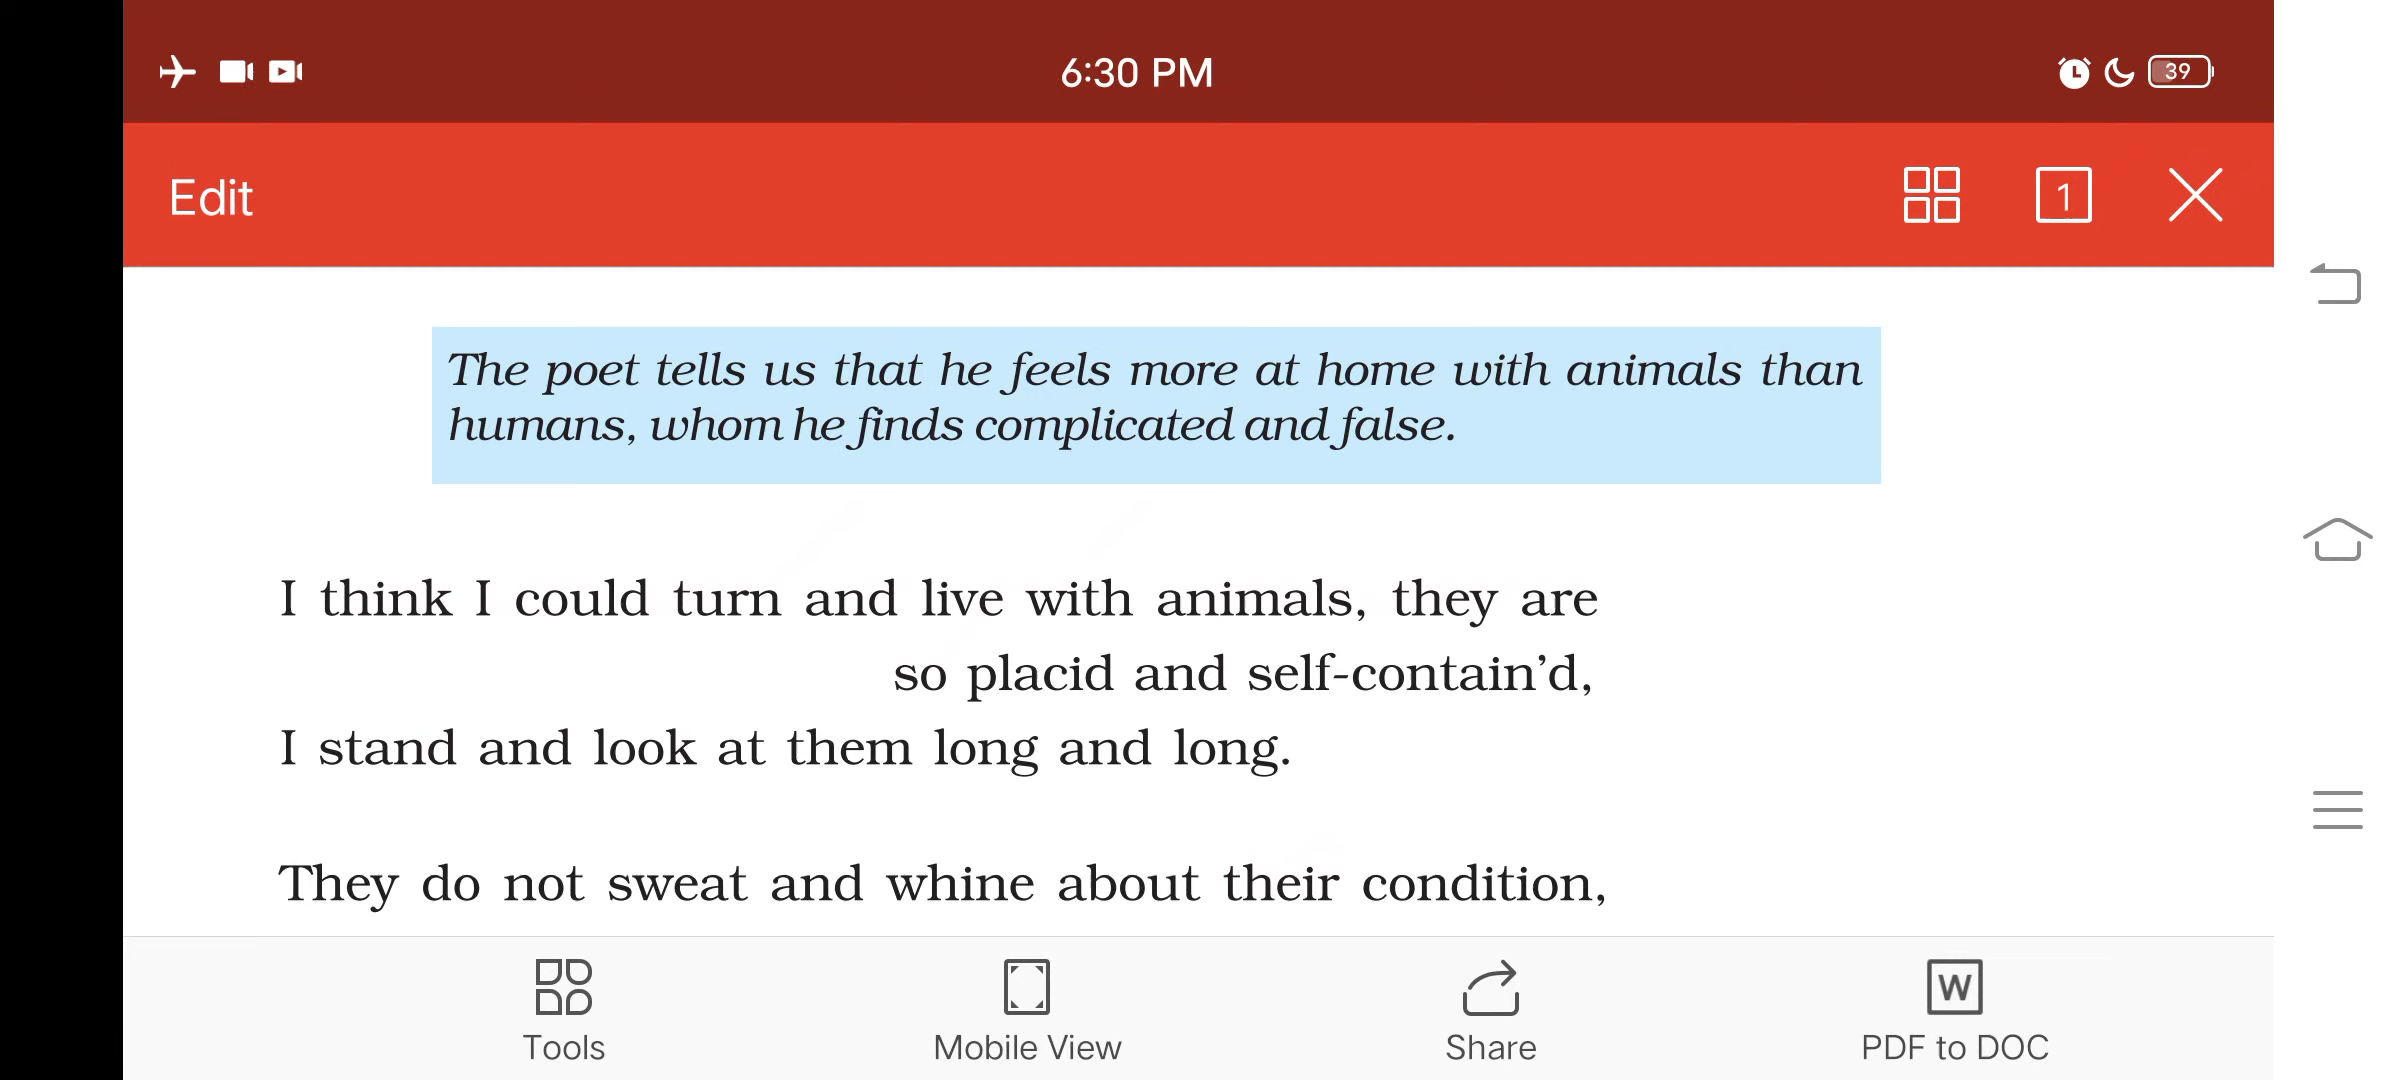 6:30 PM
39
Edit
1
The poet tells us that he feels more at home with animals than
humans, whom he finds complicated and false.
I think I could turn and live with animals, they are
so placid and self-contain’d,
I stand and look at them long and long.
They do not sweat and whine about their condition,
Tools
Mobile View
Share
W
PDF to DOC